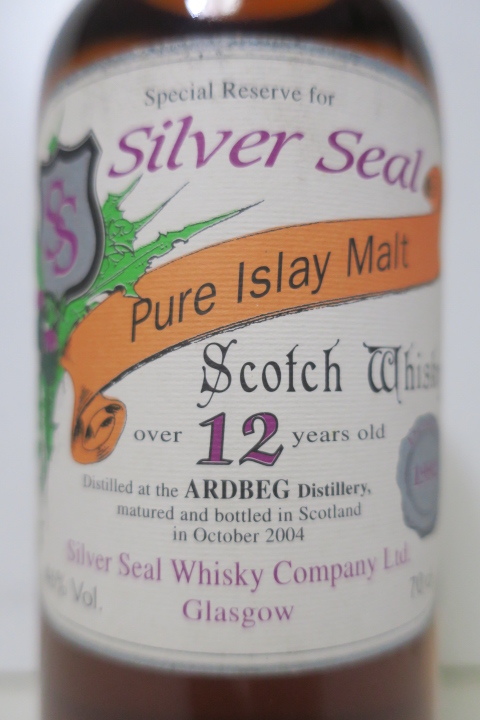 Special Reserve for
Silver Seal
SS
Pure Islay Malt
Scotch
over 12 years old
Distilled at the ARDBEG Distillery,
matured and bottled in Scotland
in October 2004
Silver Seal Whisky Company Ltd.
Vol.
Glasgow